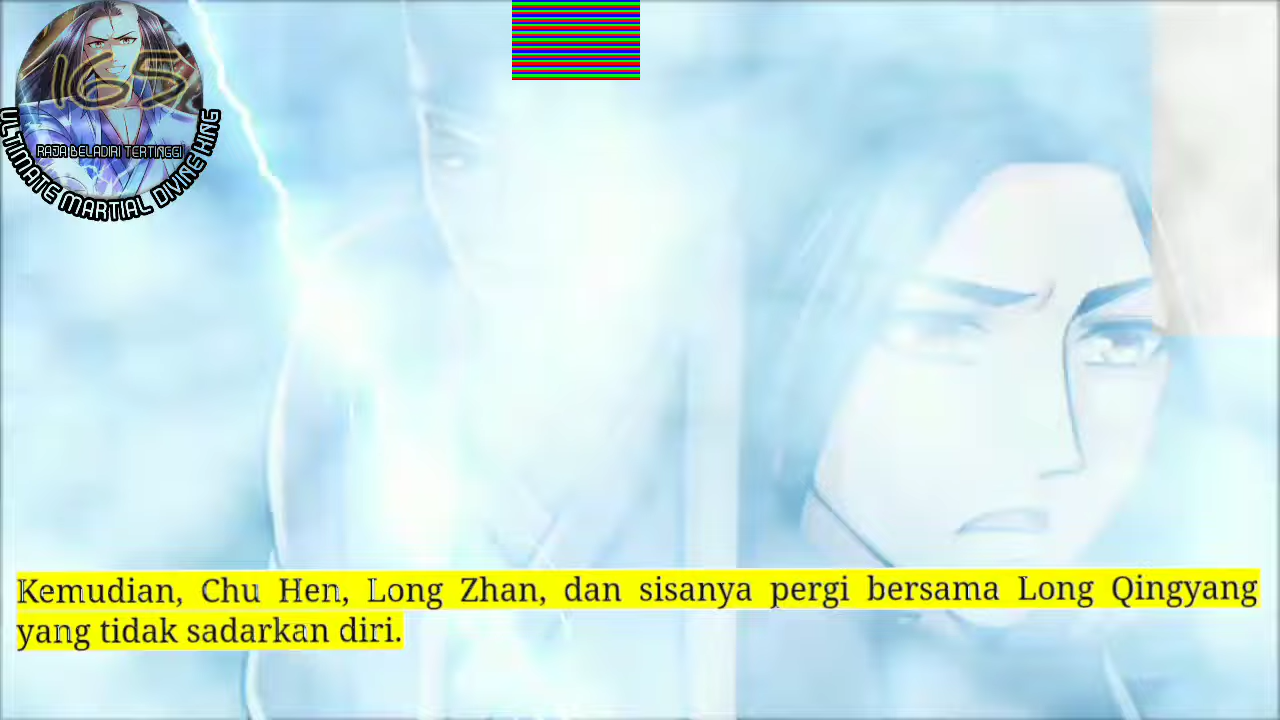 165
RAJA BELADIRI TERTINGGI
ULTIMATE MARTIAL DIVINE KING
Kemudian, Chu Hen, Long Zhan, dan sisanya pergi bersama Long Qingyang
yang tidak sadarkan diri.